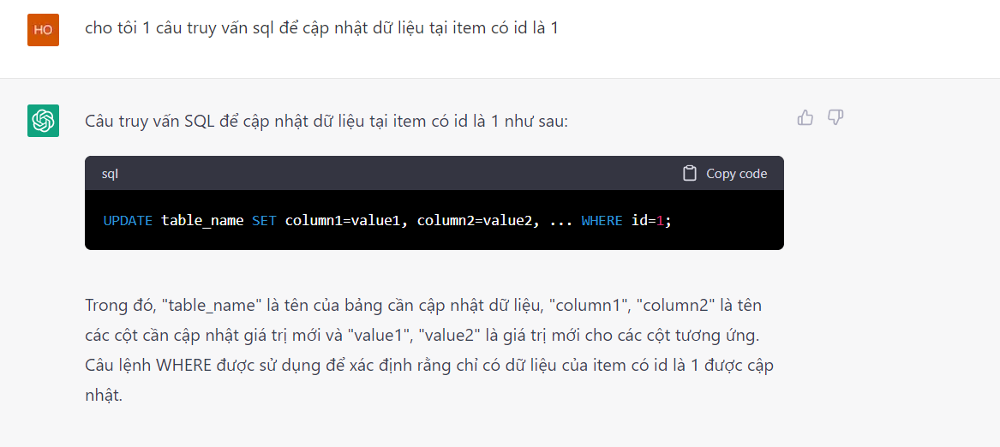 HO
cho tôi 1 câu truy vấn sql để cập nhật dữ liệu tại item có id là 1
Câu truy vấn SQL để cập nhật dữ liệu tại item có id là 1 như sau:
sql
Copy code
UPDATE table_name SET column1=value1, column2=value2, ... WHERE id=1;
Trong đó, "table_name" là tên của bảng cần cập nhật dữ liệu, "column1", "column2" là tên
các cột cần cập nhật giá trị mới và "value1", "value2" là giá trị mới cho các cột tương ứng.
Câu lệnh WHERE được sử dụng để xác định rằng chỉ có dữ liệu của item có id là 1 được cập
nhật.